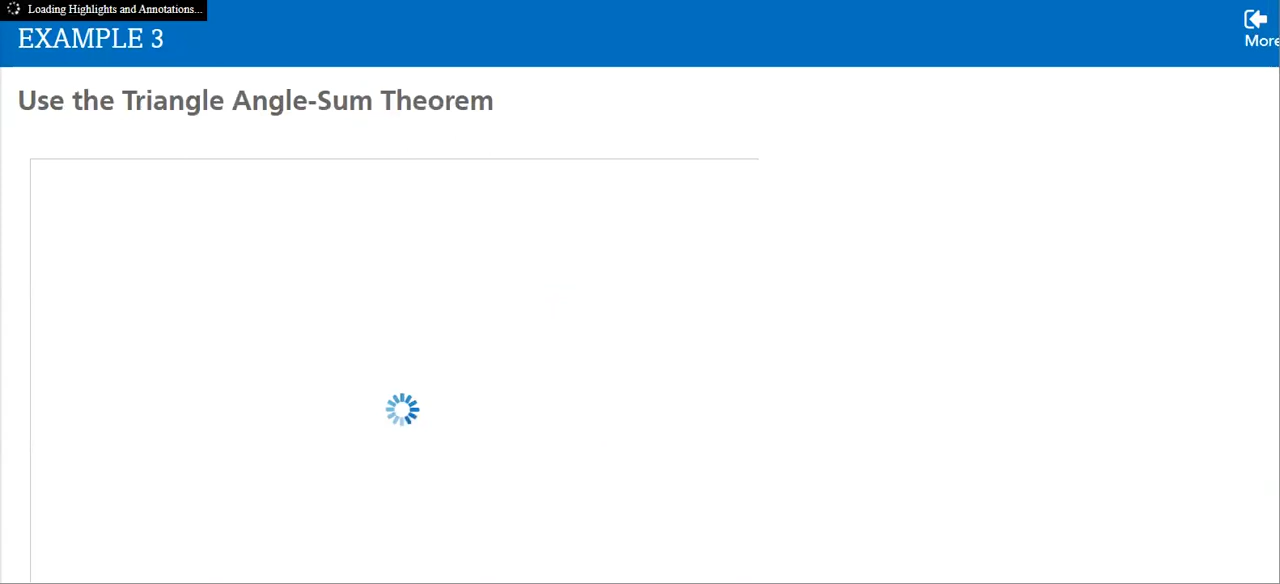 Loading Highlights and Annotations...
EXAMPLE 3
More
Use the Triangle Angle-Sum Theorem